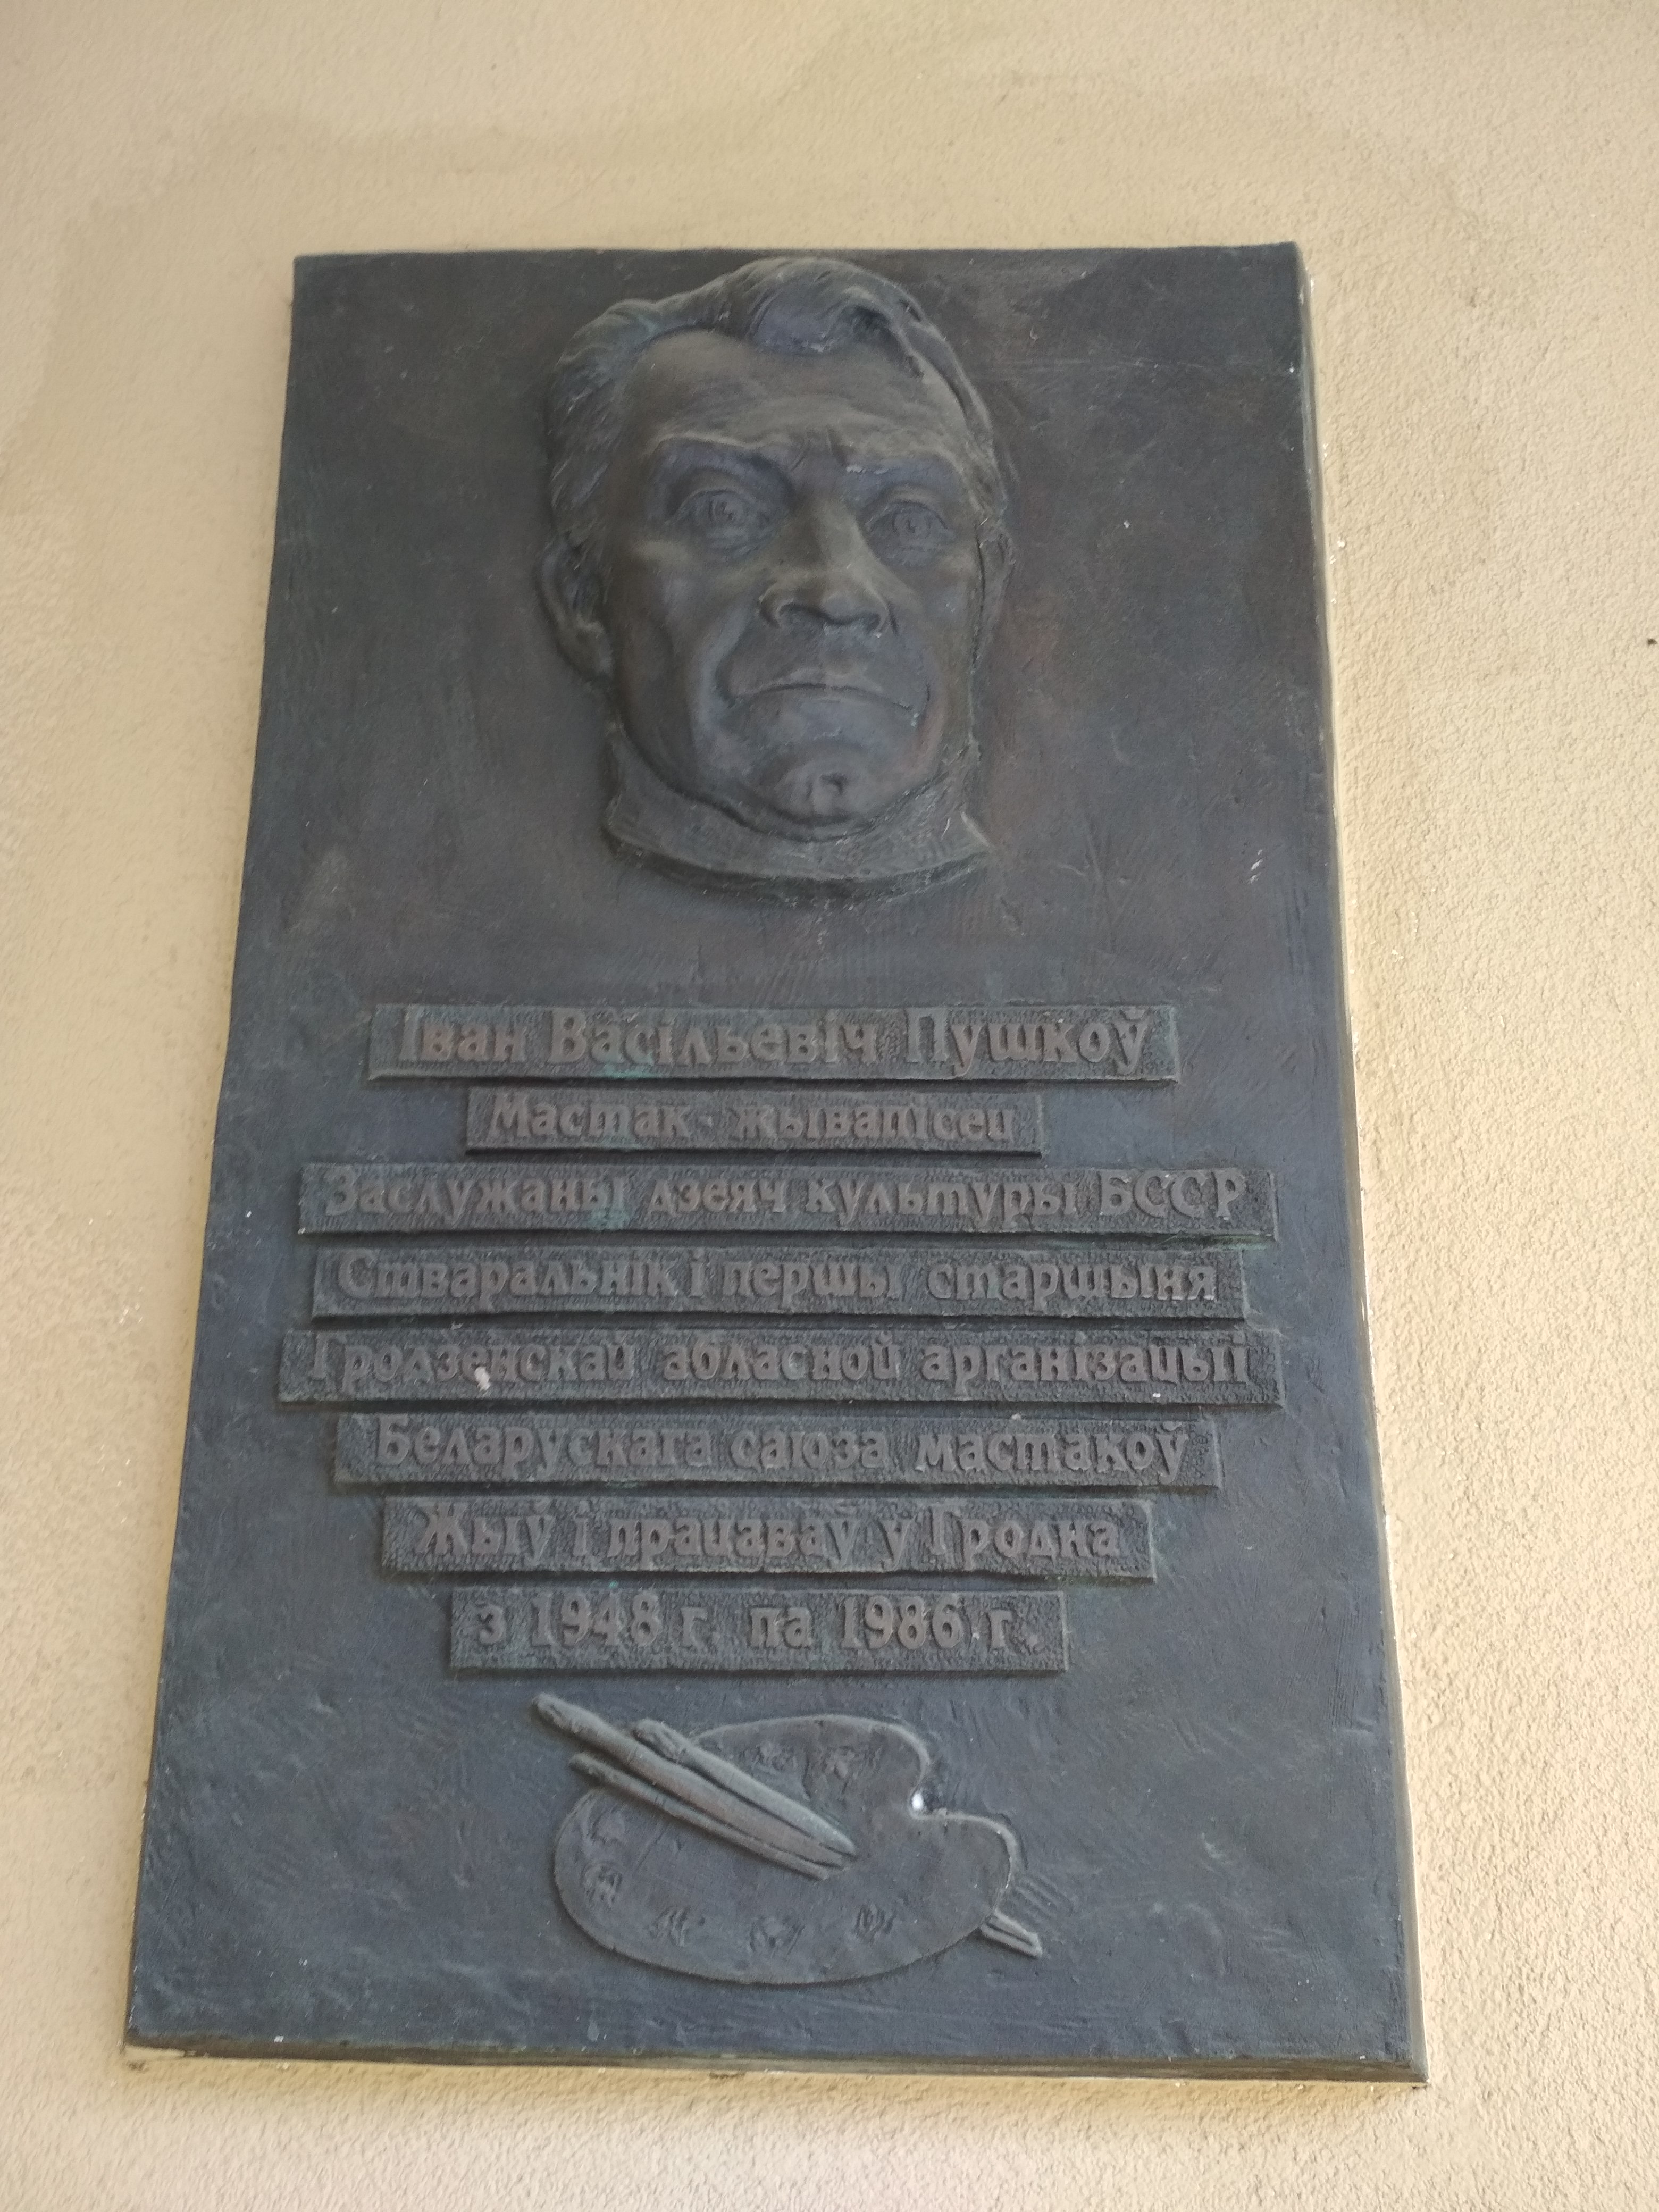 Іван Васільевіч Пушкоў
Мастак-жывапісец
Заслужаны дзеяч культуры БССР
Стваральнік і першы старшыня
Гродзенскай абласной арганізацыі
Беларускага саюза мастакоў
Жыў і працаваў у Гродна
з 1948 г. па 1986 г.